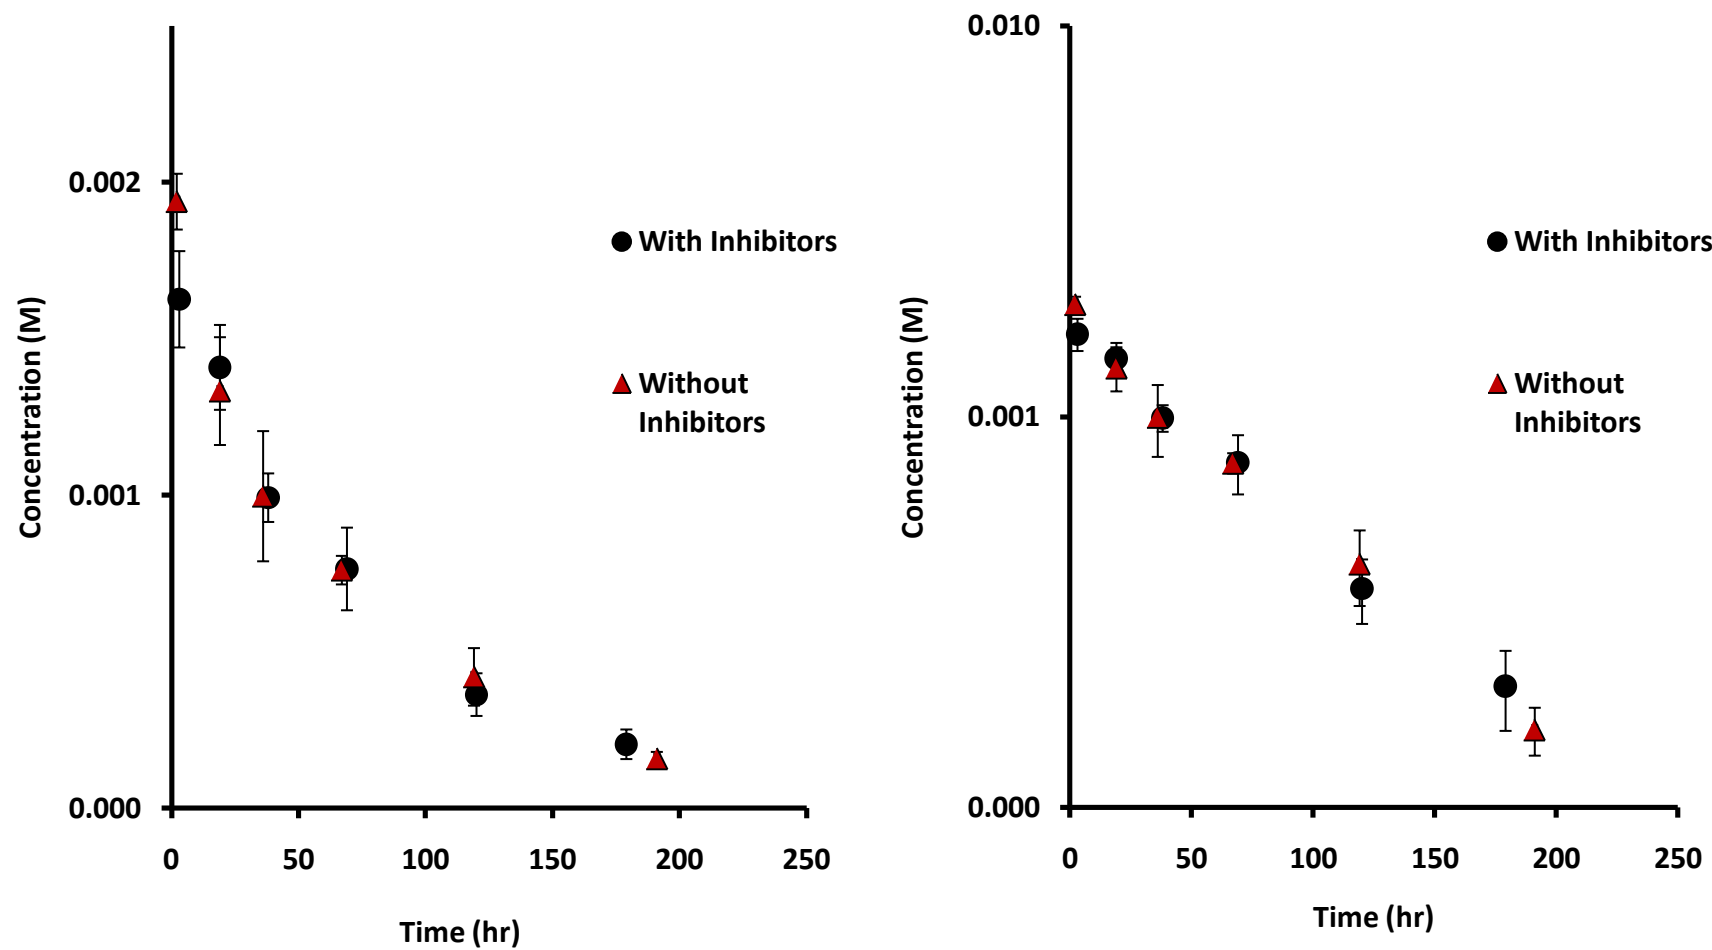 0.002
0.001
0.000
Concentration (M)
With Inhibitors
Without
Inhibitors
0 50 100 150 200 250
Time (hr)
0.010
0.001
0.000
Concentration (M)
With Inhibitors
Without
Inhibitors
0 50 100 150 200 250
Time (hr)